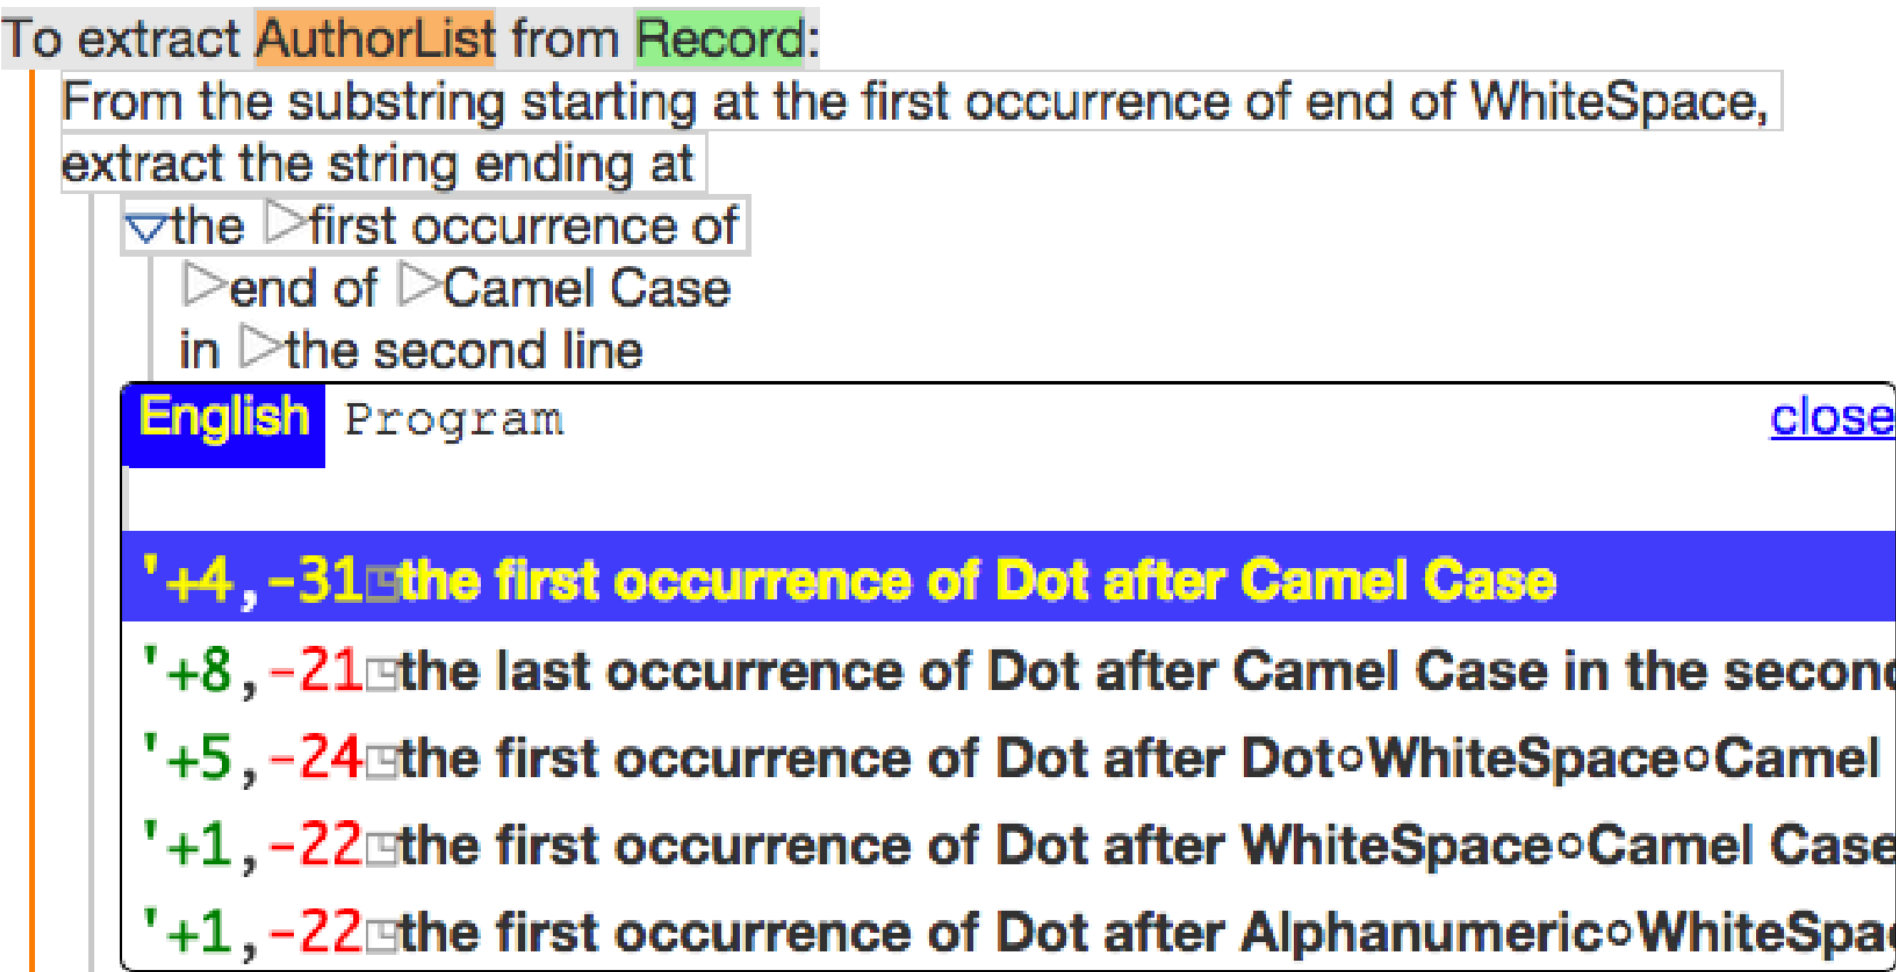 To extract AuthorList from Record:
From the substring starting at the first occurrence of end of WhiteSpace,
extract the string ending at
the first occurrence of
end of Camel Case
in the second line
English Program close
'+4,-31 the first occurrence of Dot after Camel Case
'+8,-21 the last occurrence of Dot after Camel Case in the second
'+5,-24 the first occurrence of Dot after Dot○WhiteSpace○Camel
'+1,-22 the first occurrence of Dot after WhiteSpace○Camel Case
'+1,-22 the first occurrence of Dot after Alphanumeric○WhiteSpa